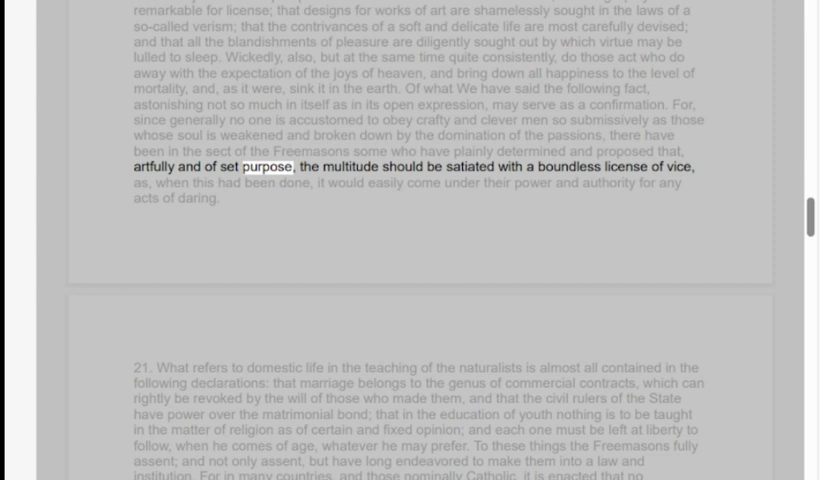 remarkable for license; that designs for works of art are shamelessly sought in the laws of a
so-called verism; that the contrivances of a soft and delicate life are most carefully devised;
and that all the blandishments of pleasure are diligently sought out by which virtue may be
lulled to sleep. Wickedly, also, but at the same time quite consistently, do those act who do
away with the expectation of the joys of heaven, and bring down all happiness to the level of
mortality, and, as it were, sink it in the earth. Of what We have said the following fact,
astonishing not so much in itself as in its open expression, may serve as a confirmation. For,
since generally no one is accustomed to obey crafty and clever men so submissively as those
whose soul is weakened and broken down by the domination of the passions, there have
been in the sect of the Freemasons some who have plainly determined and proposed that,
artfully and of set purpose, the multitude should be satiated with a boundless license of vice,
as, when this had been done, it would easily come under their power and authority for any
acts of daring.
21. What refers to domestic life in the teaching of the naturalists is almost all contained in the
following declarations: that marriage belongs to the genus of commercial contracts, which can
rightly be revoked by the will of those who made them, and that the civil rulers of the State
have power over the matrimonial bond; that in the education of youth nothing is to be taught
in the matter of religion as of certain and fixed opinion; and each one must be left at liberty to
follow, when he comes of age, whatever he may prefer. To these things the Freemasons fully
assent; and not only assent, but have long endeavored to make them into a law and
institution. For in many countries, and those nominally Catholic, it is enacted that no